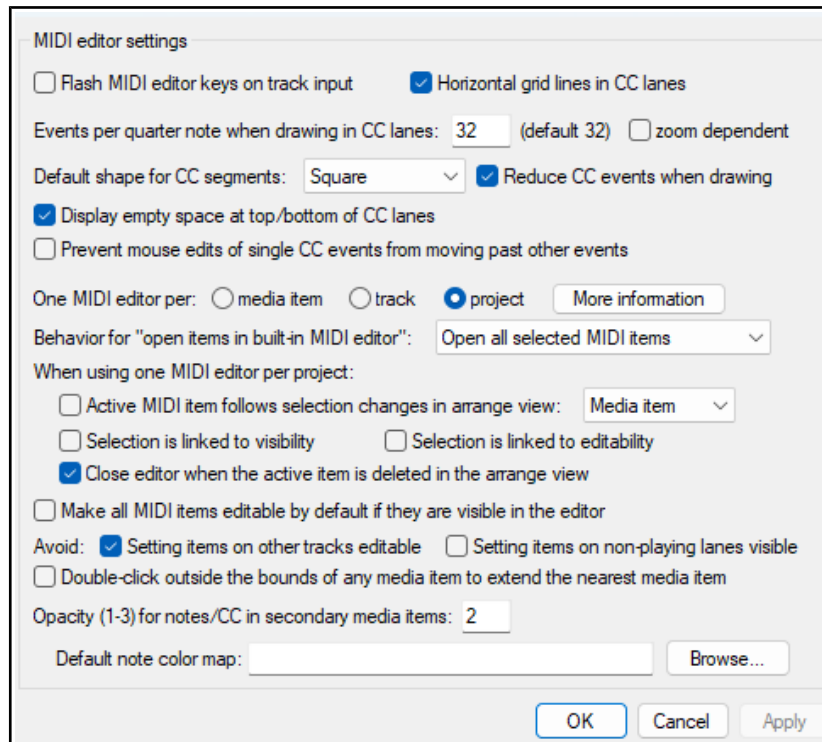 MIDI editor settings
Flash MIDI editor keys on track input Horizontal grid lines in CC lanes
Events per quarter note when drawing in CC lanes: 32 (default 32) zoom dependent
Default shape for CC segments: Square Reduce CC events when drawing
Display empty space at top/bottom of CC lanes
Prevent mouse edits of single CC events from moving past other events
One MIDI editor per: media item track project More information
Behavior for "open items in built-in MIDI editor": Open all selected MIDI items
When using one MIDI editor per project:
Active MIDI item follows selection changes in arrange view: Media item
Selection is linked to visibility Selection is linked to editability
Close editor when the active item is deleted in the arrange view
Make all MIDI items editable by default if they are visible in the editor
Avoid: Setting items on other tracks editable Setting items on non-playing lanes visible
Double-click outside the bounds of any media item to extend the nearest media item
Opacity (1-3) for notes/CC in secondary media items: 2
Default note color map: Browse...
OK Cancel Apply